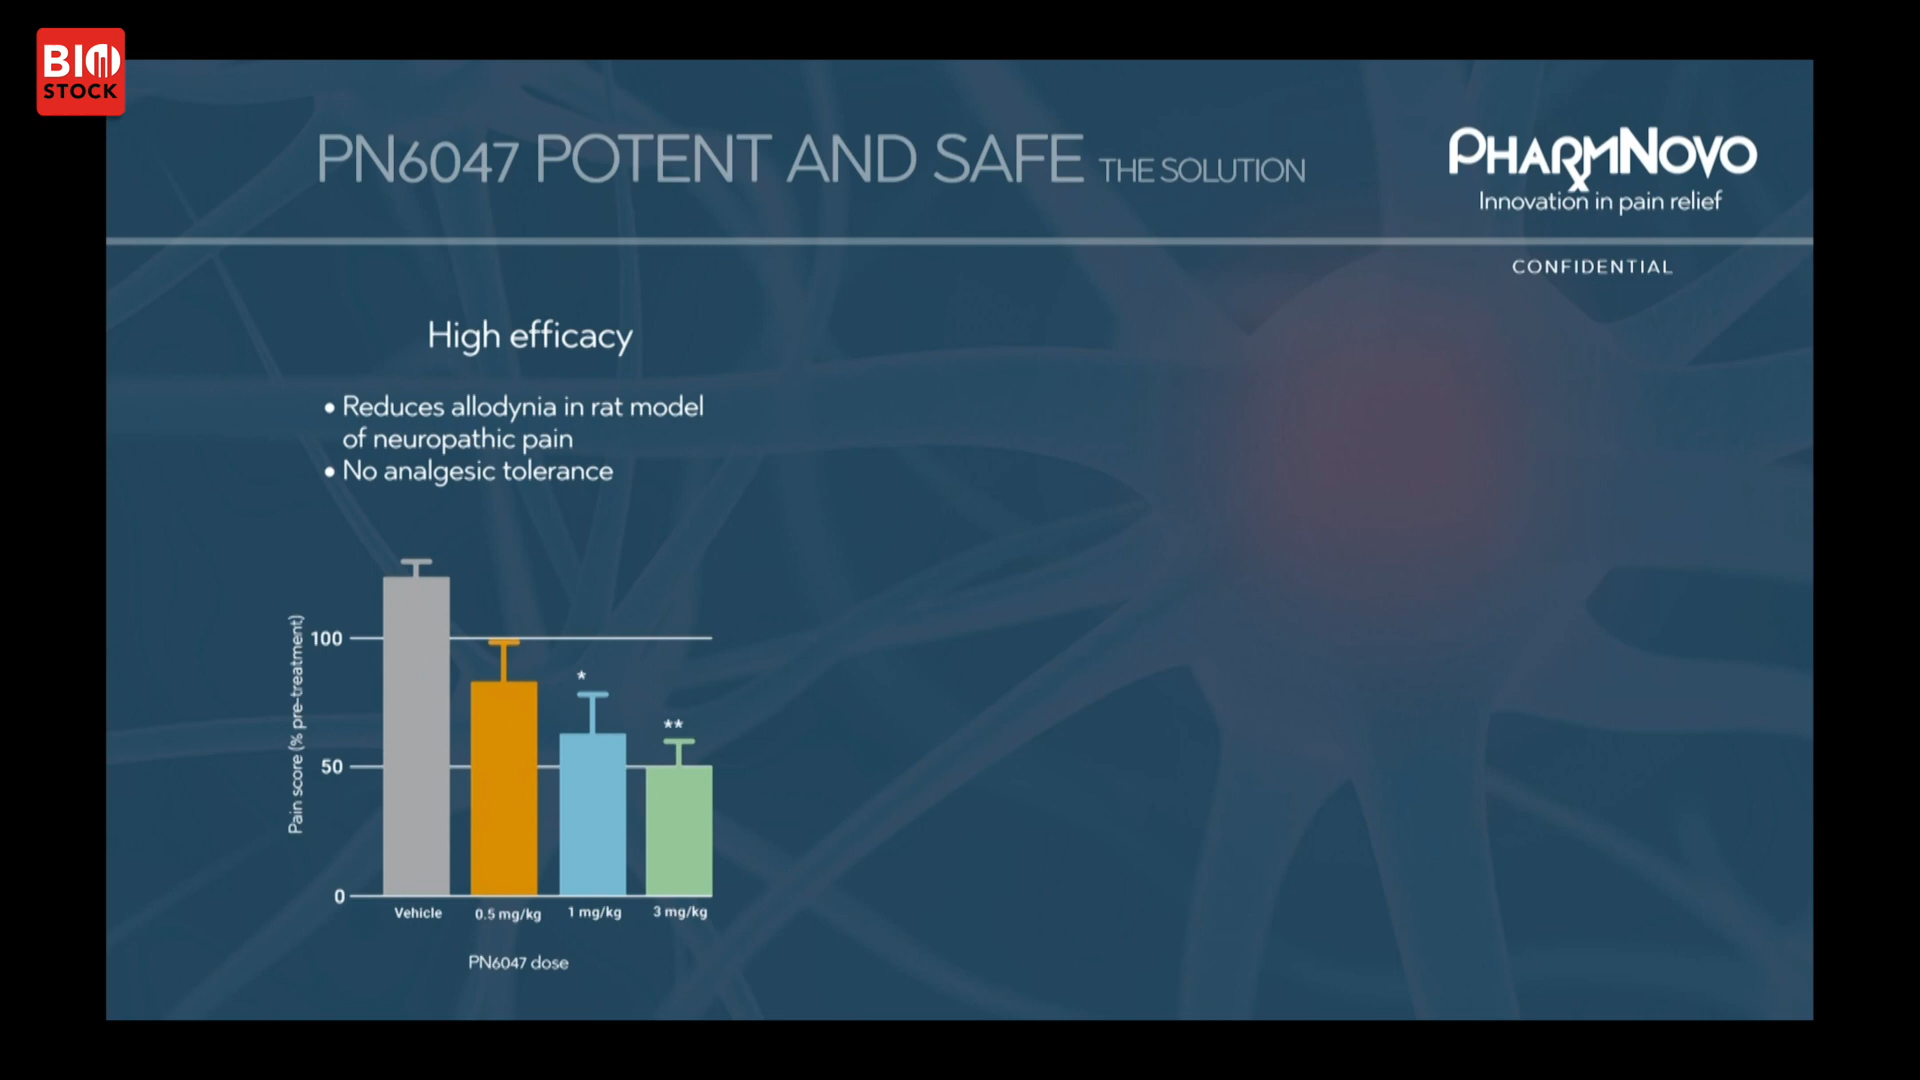 BIO
STOCK
PN6047 POTENT AND SAFE THE SOLUTION
PHARMNOVO
Innovation in pain relief
CONFIDENTIAL
High efficacy
• Reduces allodynia in rat model
of neuropathic pain
• No analgesic tolerance
Pain score (% pre-treatment)
100
50
0
*
**
Vehicle
0.5 mg/kg
1 mg/kg
3 mg/kg
PN6047 dose